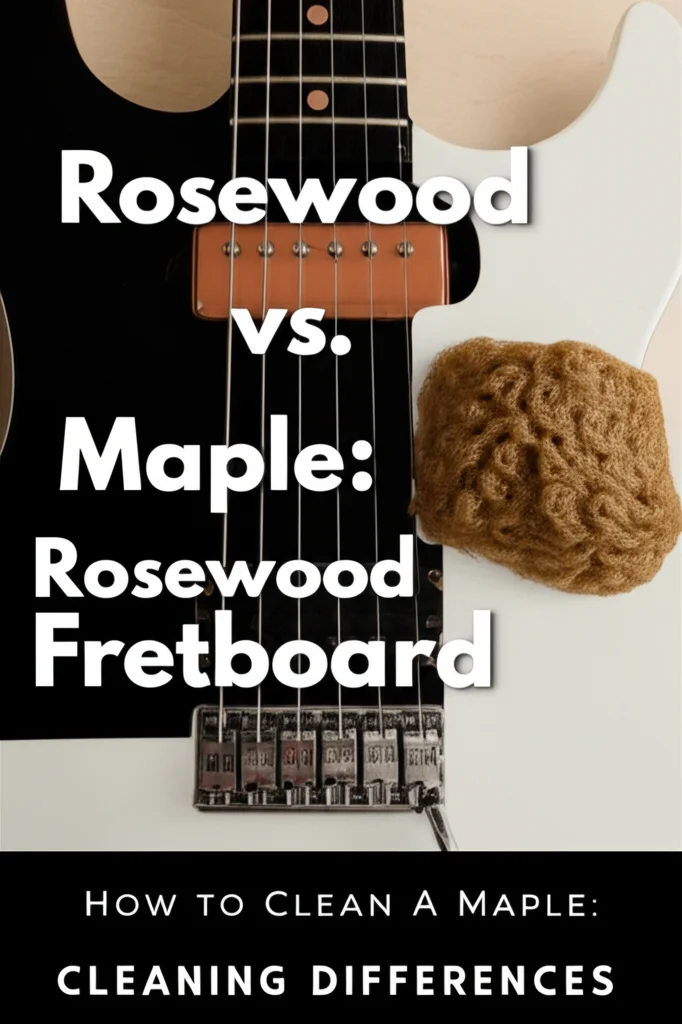 Rosewood
vs.
Maple:
Rosewood
Fretboard
How to Clean A Maple:
CLEANING DIFFERENCES